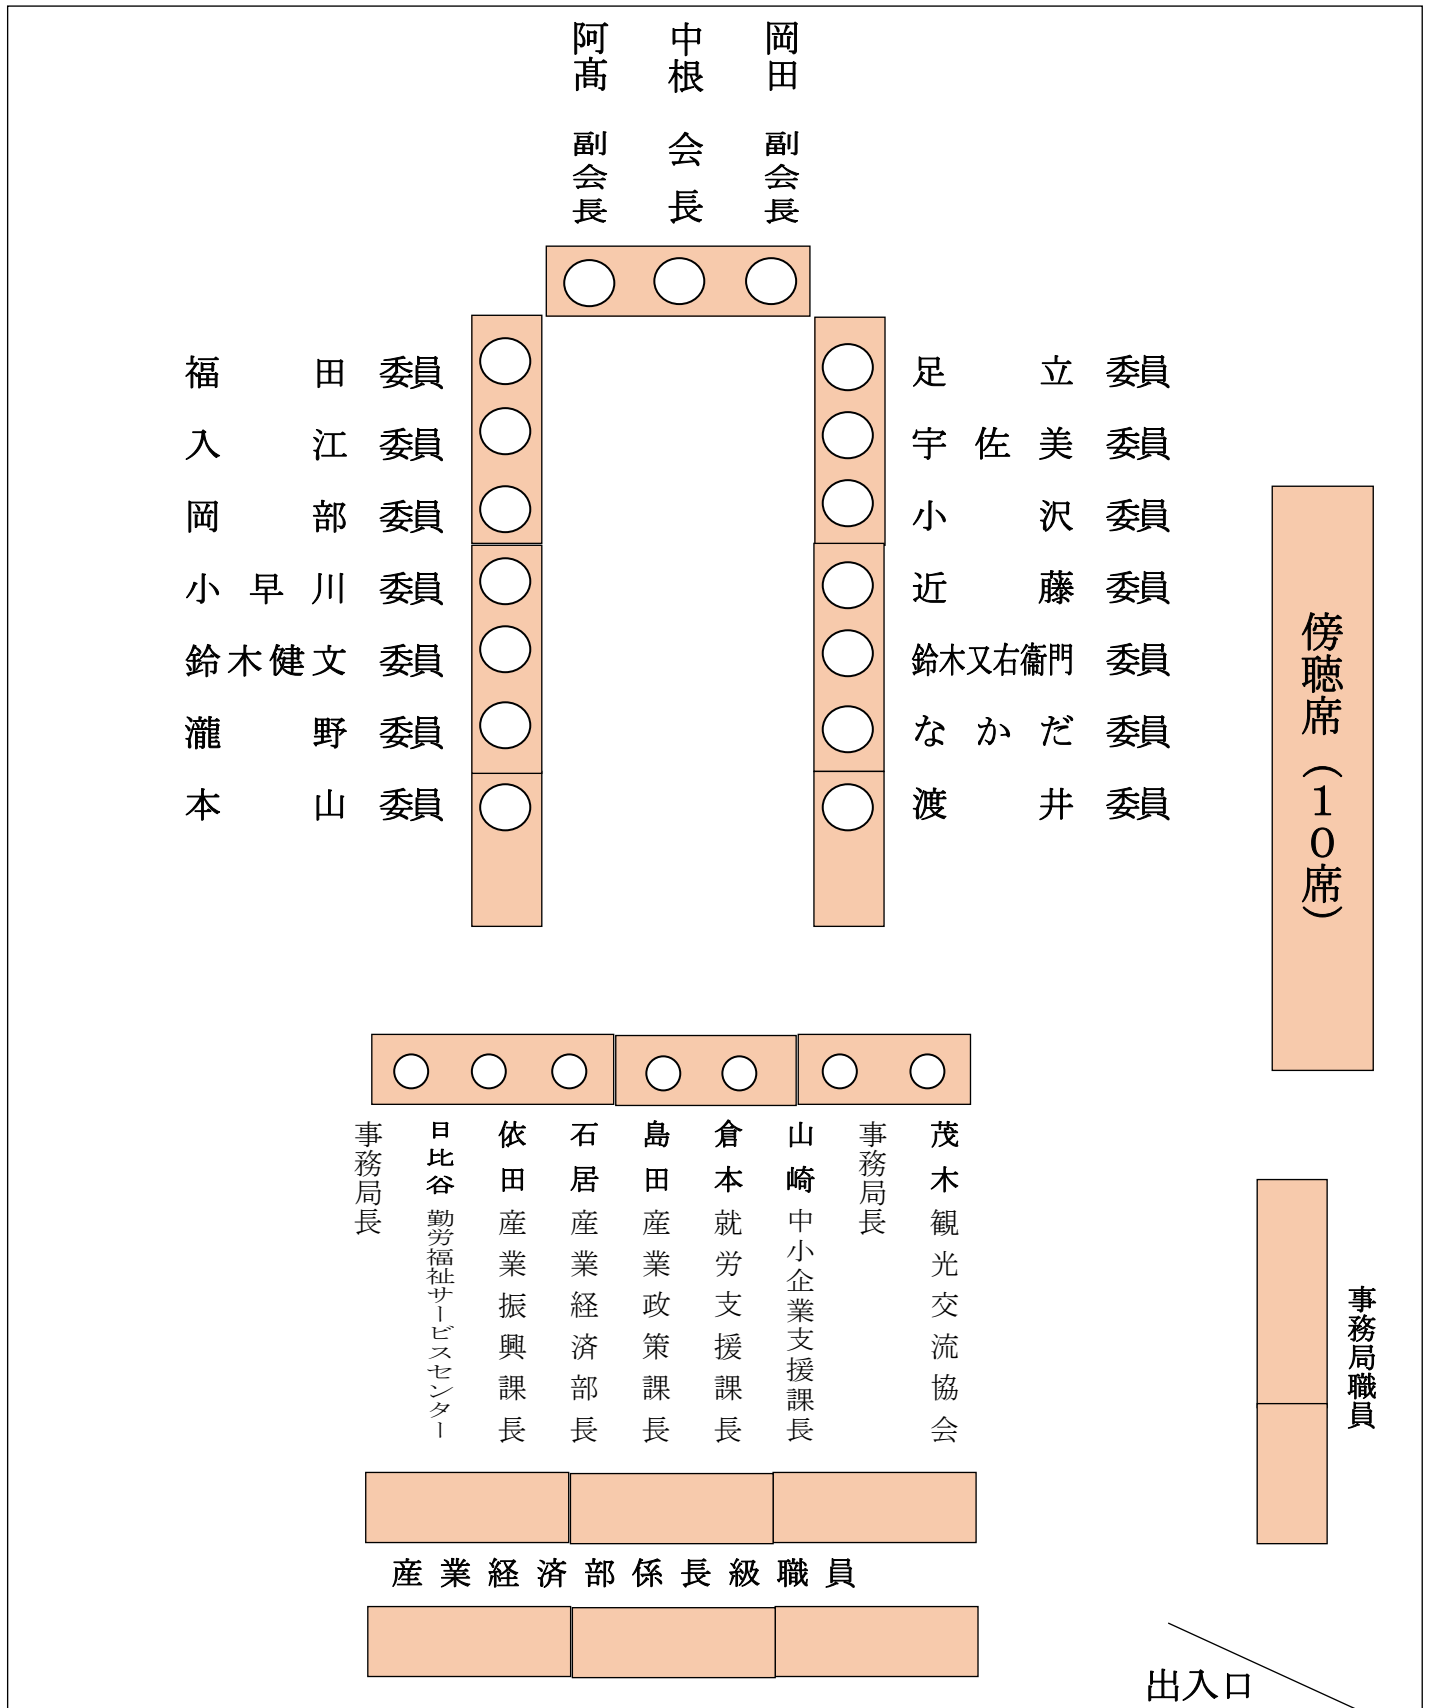 岡田 副会長
中根 会長
阿髙 副会長
福田 委員
入江 委員
岡部 委員
小早川 委員
鈴木健文 委員
瀧野 委員
本山 委員
足立 委員
宇佐美 委員
小沢 委員
近藤 委員
鈴木又右衞門 委員
なかだ 委員
渡井 委員
傍聴席（１０席）
茂木 観光交流協会
事務局長
山崎 中小企業支援課長
倉本 就労支援課長
島田 産業政策課長
石居 産業経済部長
依田 産業振興課長
日比谷 勤労福祉サービスセンター
事務局長
事務局職員
産業経済部係長級職員
出入口